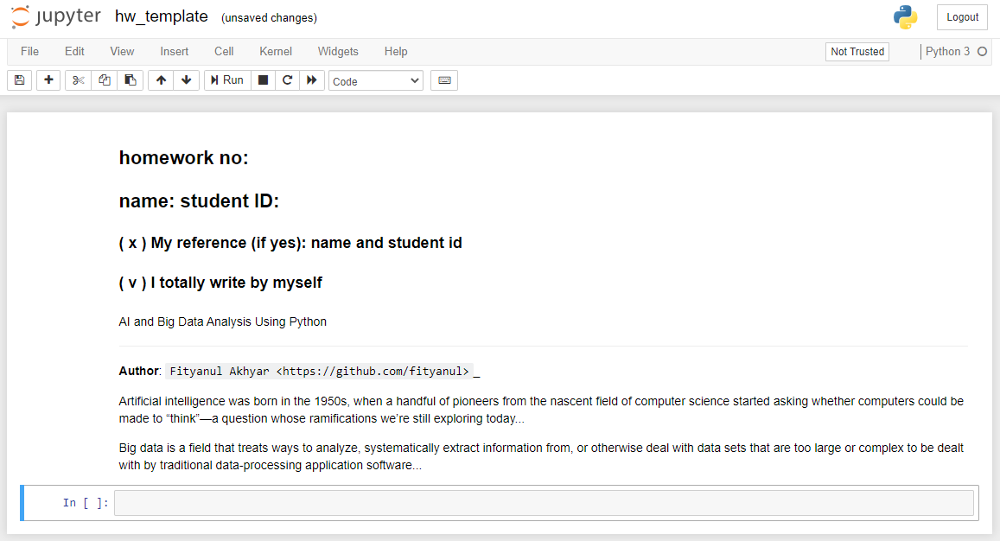 jupyter hw_template (unsaved changes)
Logout
File Edit View Insert Cell Kernel Widgets Help
Not Trusted
Python 3
Run
Code
homework no:
name: student ID:
( x ) My reference (if yes): name and student id
( v ) I totally write by myself
AI and Big Data Analysis Using Python
Author: Fityanul Akhyar <https://github.com/fityanul> _
Artificial intelligence was born in the 1950s, when a handful of pioneers from the nascent field of computer science started asking whether computers could be
made to “think”—a question whose ramifications we’re still exploring today...
Big data is a field that treats ways to analyze, systematically extract information from, or otherwise deal with data sets that are too large or complex to be dealt
with by traditional data-processing application software...
In [ ]: